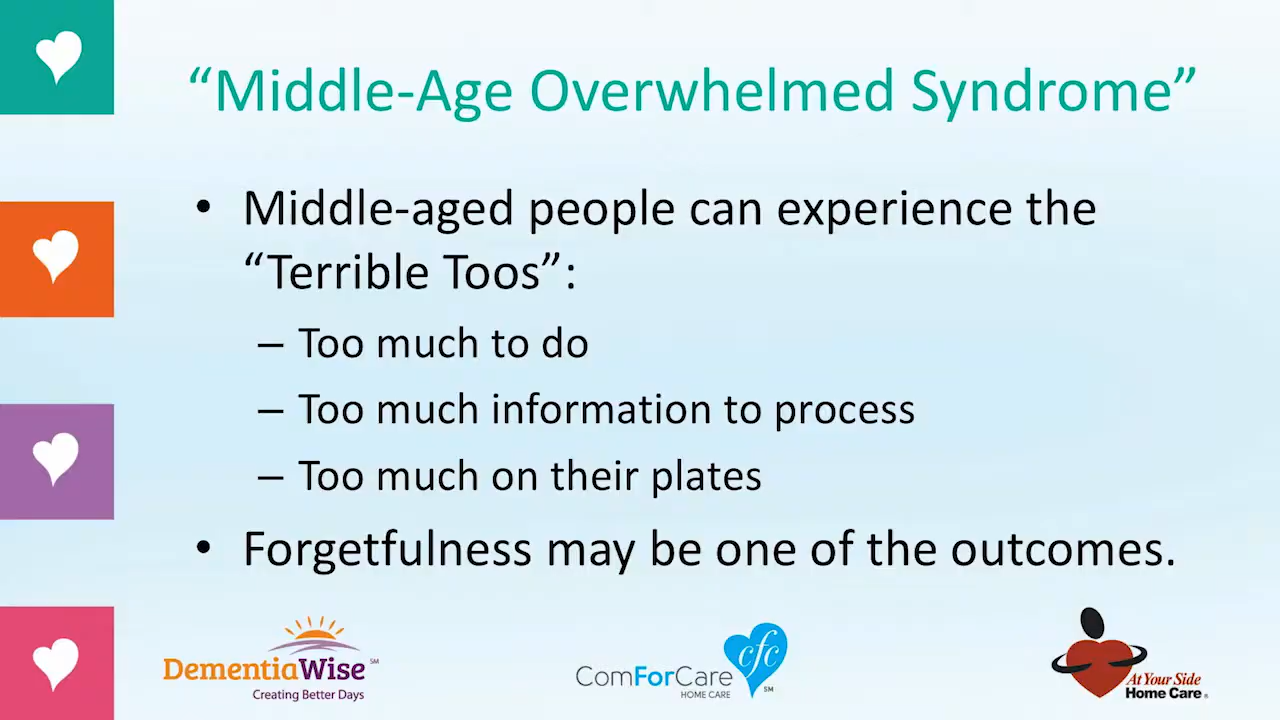 “Middle-Age Overwhelmed Syndrome”
• Middle-aged people can experience the
“Terrible Toos”:
– Too much to do
– Too much information to process
– Too much on their plates
• Forgetfulness may be one of the outcomes.
DementiaWise SM
Creating Better Days
ComForCare
HOME CARE
cfc
SM
At Your Side
Home Care®